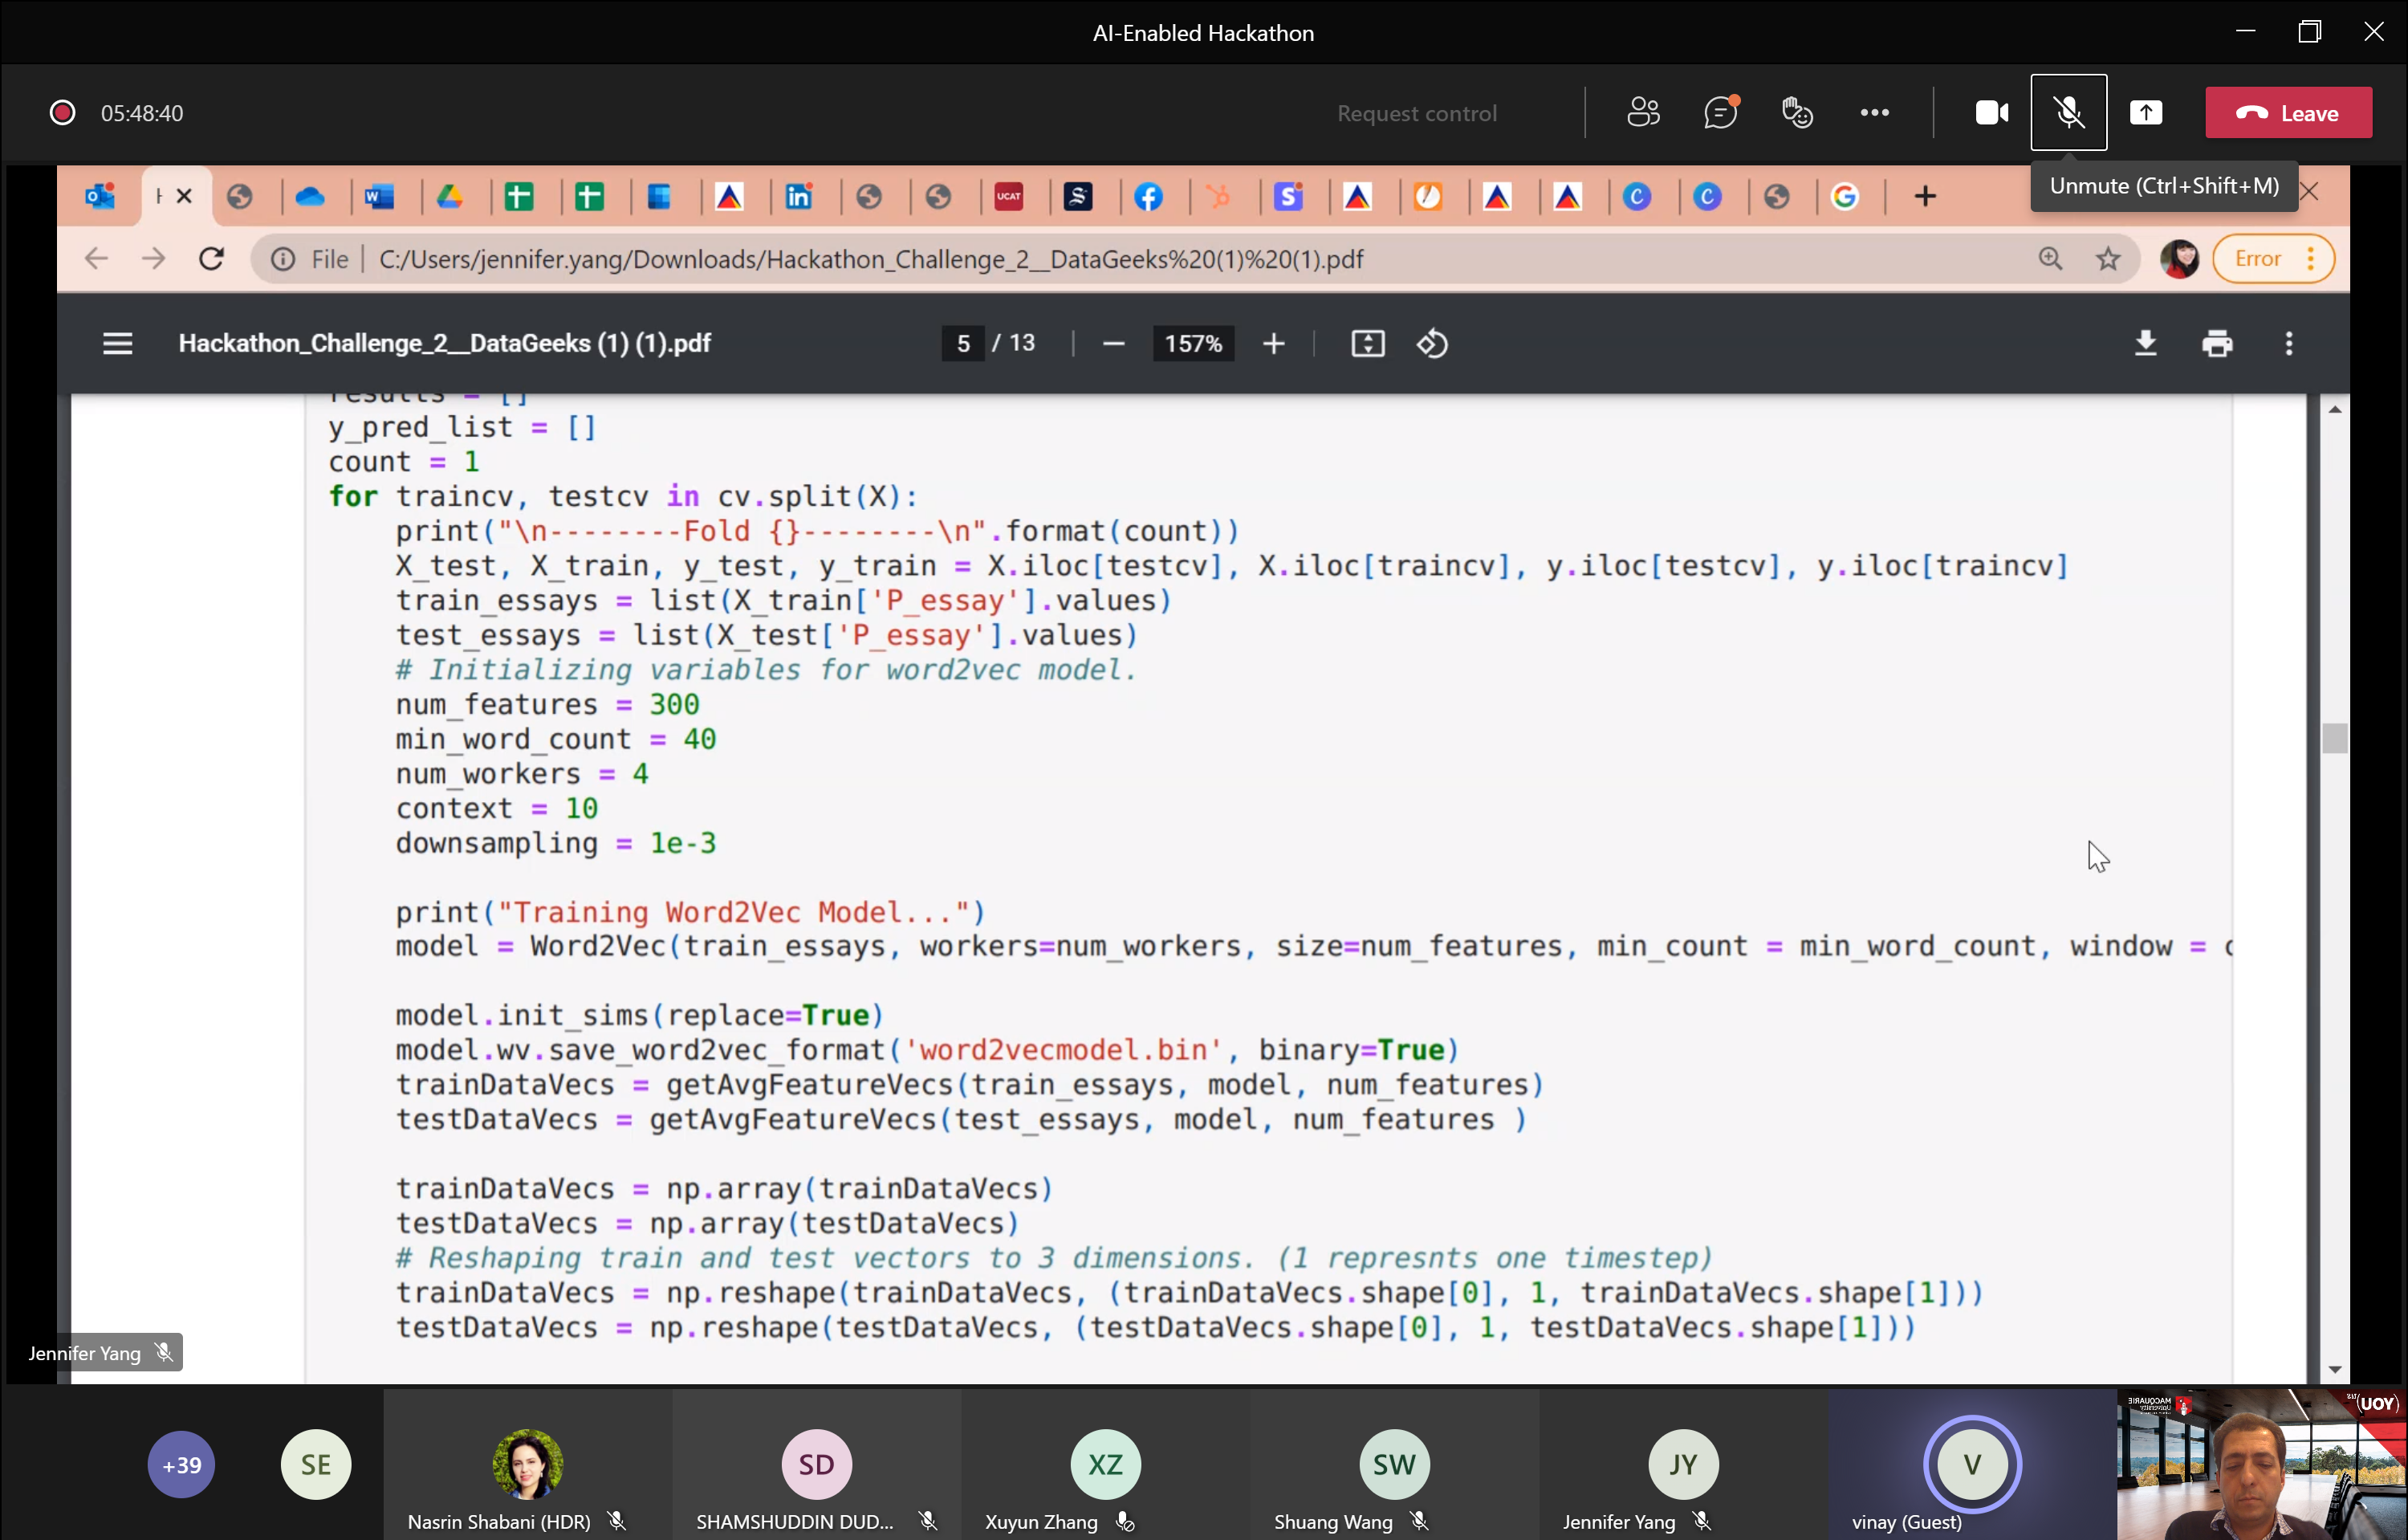 AI-Enabled Hackathon
05:48:40
Request control
Leave
Unmute (Ctrl+Shift+M)
UCAT
File
C:/Users/jennifer.yang/Downloads/Hackathon_Challenge_2__DataGeeks%20(1)%20(1).pdf
Error
Hackathon_Challenge_2__DataGeeks (1) (1).pdf
5 / 13
157%
results = []
y_pred_list = []
count = 1
for traincv, testcv in cv.split(X):
print("\n--------Fold {}--------\n".format(count))
X_test, X_train, y_test, y_train = X.iloc[testcv], X.iloc[traincv], y.iloc[testcv], y.iloc[traincv]
train_essays = list(X_train['P_essay'].values)
test_essays = list(X_test['P_essay'].values)
# Initializing variables for word2vec model.
num_features = 300
min_word_count = 40
num_workers = 4
context = 10
downsampling = 1e-3
print("Training Word2Vec Model...")
model = Word2Vec(train_essays, workers=num_workers, size=num_features, min_count = min_word_count, window =
model.init_sims(replace=True)
model.wv.save_word2vec_format('word2vecmodel.bin', binary=True)
trainDataVecs = getAvgFeatureVecs(train_essays, model, num_features)
testDataVecs = getAvgFeatureVecs(test_essays, model, num_features )
trainDataVecs = np.array(trainDataVecs)
testDataVecs = np.array(testDataVecs)
# Reshaping train and test vectors to 3 dimensions. (1 represnts one timestep)
trainDataVecs = np.reshape(trainDataVecs, (trainDataVecs.shape[0], 1, trainDataVecs.shape[1]))
testDataVecs = np.reshape(testDataVecs, (testDataVecs.shape[0], 1, testDataVecs.shape[1]))
Jennifer Yang
+39
SE
SD
XZ
SW
JY
V
MACQUARIE
University
(YOU)
Nasrin Shabani (HDR)
SHAMSHUDDIN DUD...
Xuyun Zhang
Shuang Wang
Jennifer Yang
vinay (Guest)